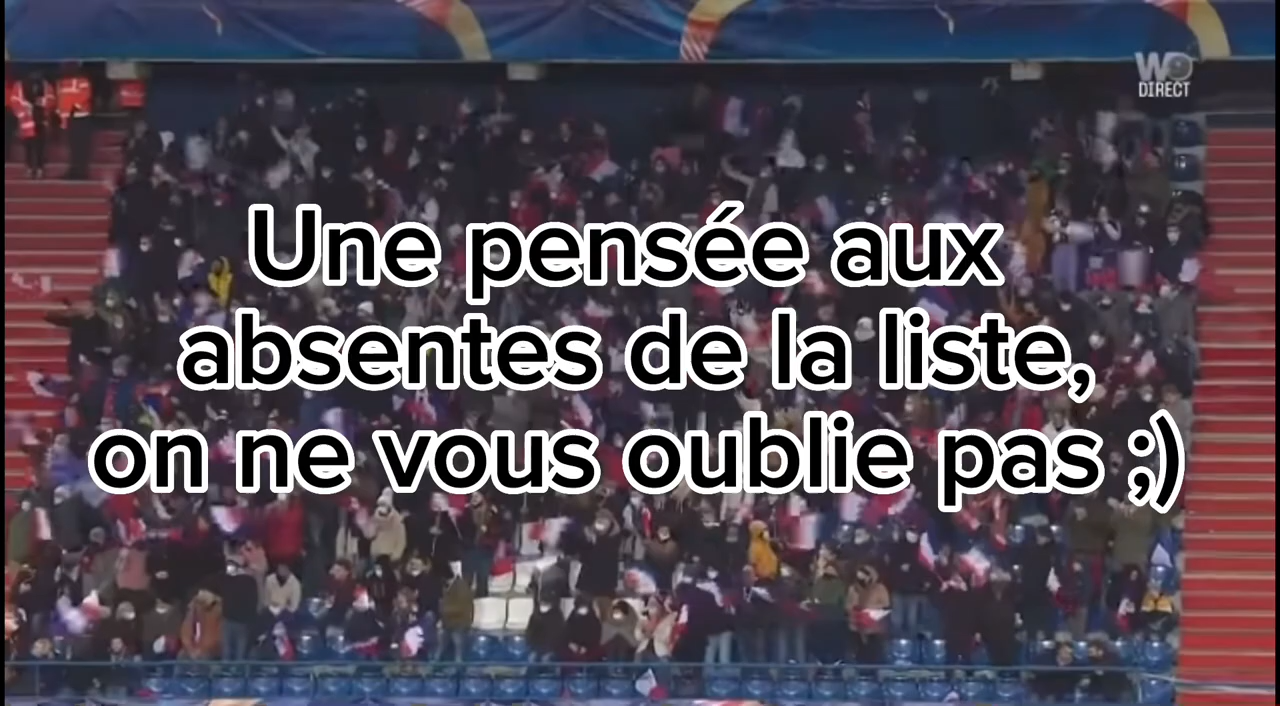 W9
DIRECT
Une pensée aux
absentes de la liste,
on ne vous oublie pas ;)